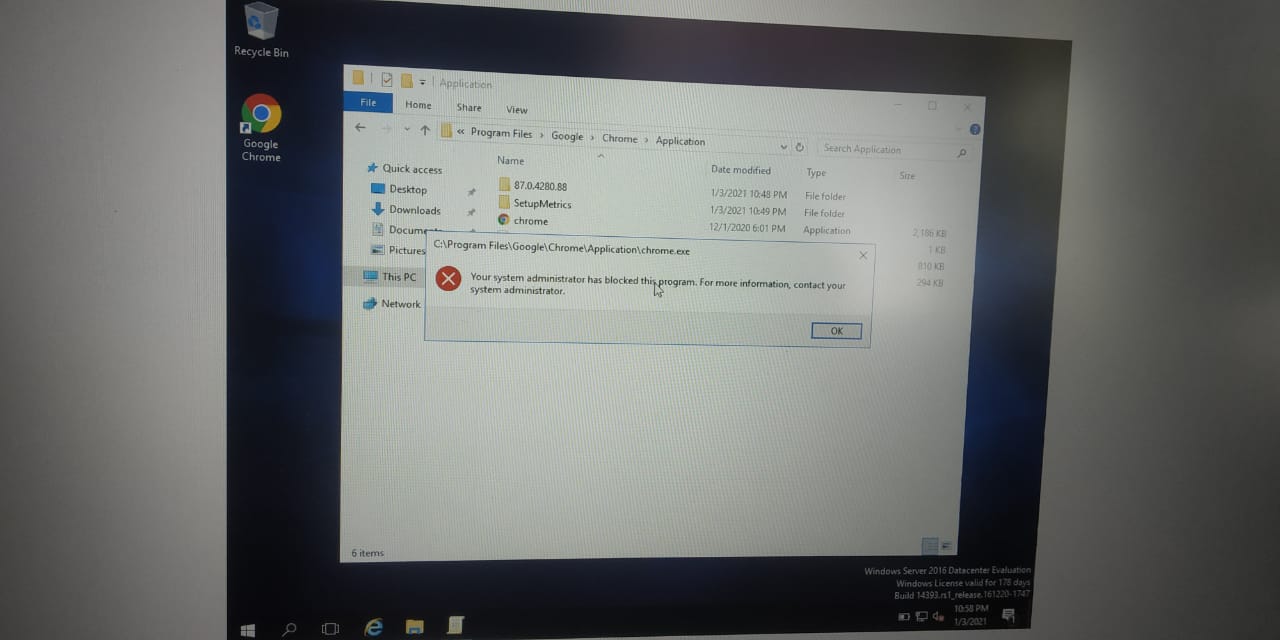 Recycle Bin
Google
Chrome
Application
File Home Share View
« Program Files › Google › Chrome › Application
Search Application
Name Date modified Type Size
Quick access
Desktop
Downloads
Pictures
This PC
Network
87.0.4280.88 1/3/2021 10:48 PM File folder
SetupMetrics 1/3/2021 10:49 PM File folder
chrome 12/1/2020 6:01 PM Application 2,186 KB
1 KB
810 KB
294 KB
C:\Program Files\Google\Chrome\Application\chrome.exe
Your system administrator has blocked this program. For more information, contact your
system administrator.
OK
6 items
Windows Server 2016 Datacenter Evaluation
Windows License valid for 178 days
Build 14393.rs1_release.161220-1747
10:58 PM
1/3/2021